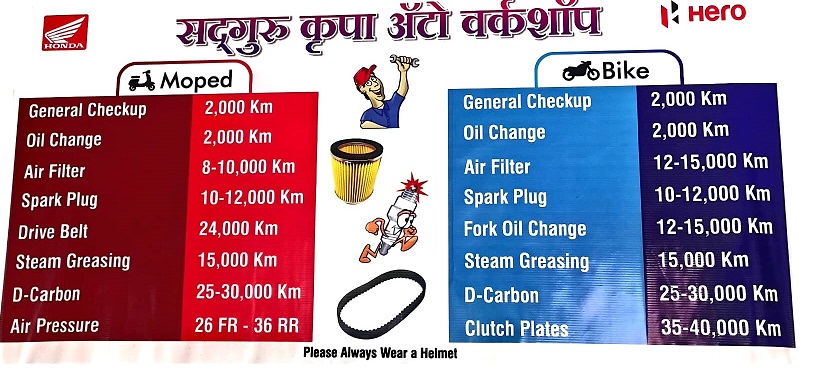 HONDA
सद्‌गुरु कृपा ॲटो वर्कशॉप
HERO
Moped
General Checkup 2,000 Km
Oil Change 2,000 Km
Air Filter 8-10,000 Km
Spark Plug 10-12,000 Km
Drive Belt 24,000 Km
Steam Greasing 15,000 Km
D-Carbon 25-30,000 Km
Air Pressure 26 FR - 36 RR
Bike
General Checkup 2,000 Km
Oil Change 2,000 Km
Air Filter 12-15,000 Km
Spark Plug 10-12,000 Km
Fork Oil Change 12-15,000 Km
Steam Greasing 15,000 Km
D-Carbon 25-30,000 Km
Clutch Plates 35-40,000 Km
Please Always Wear a Helmet